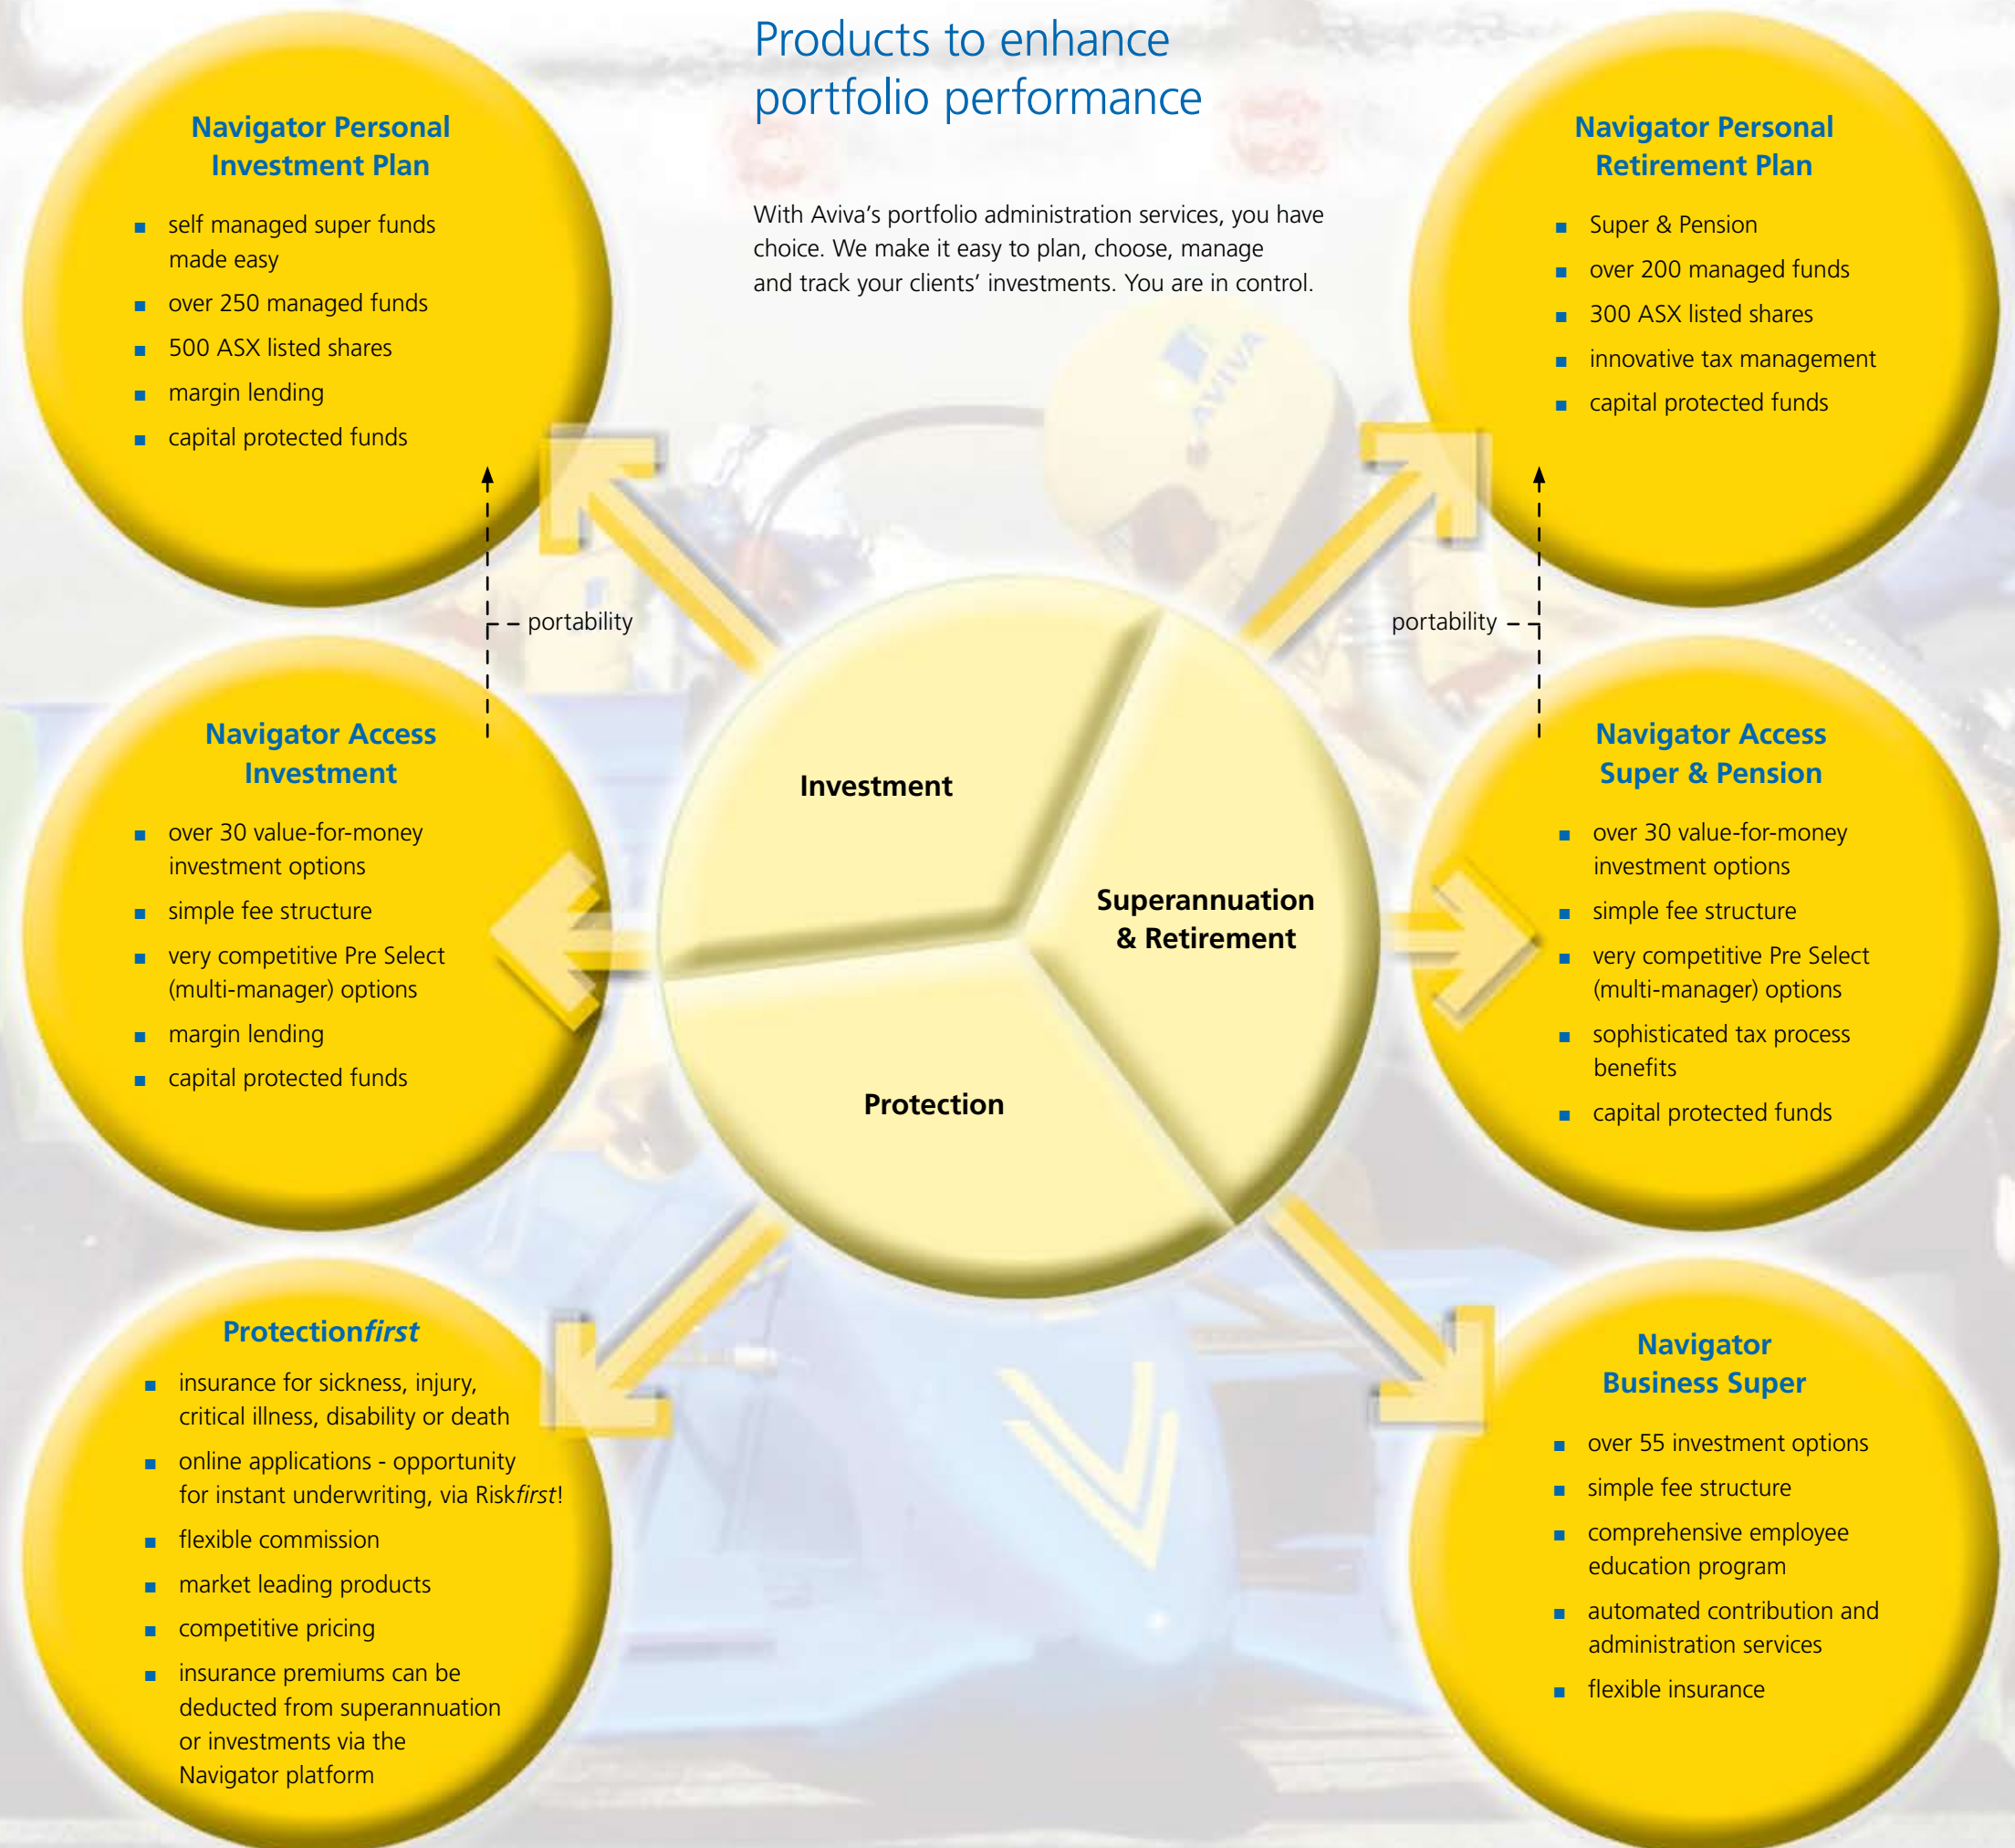 Products to enhance
portfolio performance
With Aviva's portfolio administration services, you have
choice. We make it easy to plan, choose, manage
and track your clients' investments. You are in control.
Navigator Personal
Investment Plan
■ self managed super funds
made easy
■ over 250 managed funds
■ 500 ASX listed shares
■ margin lending
■ capital protected funds
portability
Navigator Access
Investment
■ over 30 value-for-money
investment options
■ simple fee structure
■ very competitive Pre Select
(multi-manager) options
■ margin lending
■ capital protected funds
Protectionfirst
■ insurance for sickness, injury,
critical illness, disability or death
■ online applications - opportunity
for instant underwriting, via Riskfirst!
■ flexible commission
■ market leading products
■ competitive pricing
■ insurance premiums can be
deducted from superannuation
or investments via the
Navigator platform
AVIVA
Investment
Superannuation
& Retirement
Protection
Navigator Personal
Retirement Plan
■ Super & Pension
■ over 200 managed funds
■ 300 ASX listed shares
■ innovative tax management
■ capital protected funds
portability
Navigator Access
Super & Pension
■ over 30 value-for-money
investment options
■ simple fee structure
■ very competitive Pre Select
(multi-manager) options
■ sophisticated tax process
benefits
■ capital protected funds
Navigator
Business Super
■ over 55 investment options
■ simple fee structure
■ comprehensive employee
education program
■ automated contribution and
administration services
■ flexible insurance